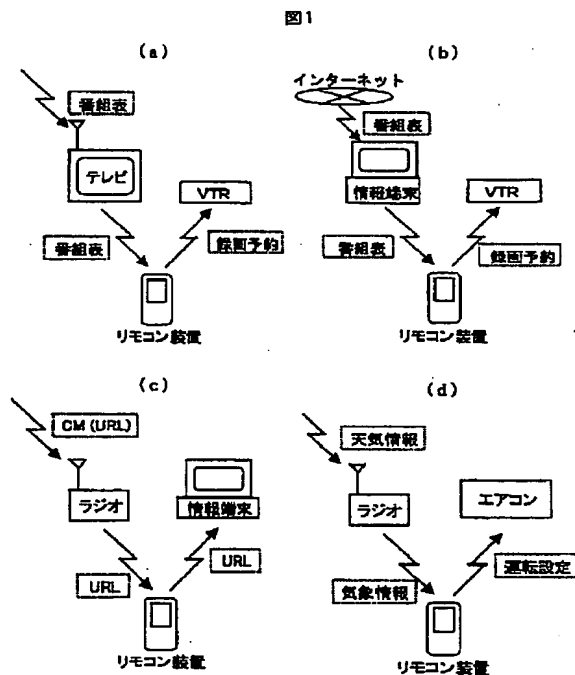 図1
(a)
番組表
テレビ
VTR
番組表
録画予約
リモコン装置
(b)
インターネット
番組表
情報端末
VTR
番組表
録画予約
リモコン装置
(c)
CM(URL)
ラジオ
情報端末
URL
URL
リモコン装置
(d)
天気情報
ラジオ
エアコン
気象情報
運転設定
リモコン装置